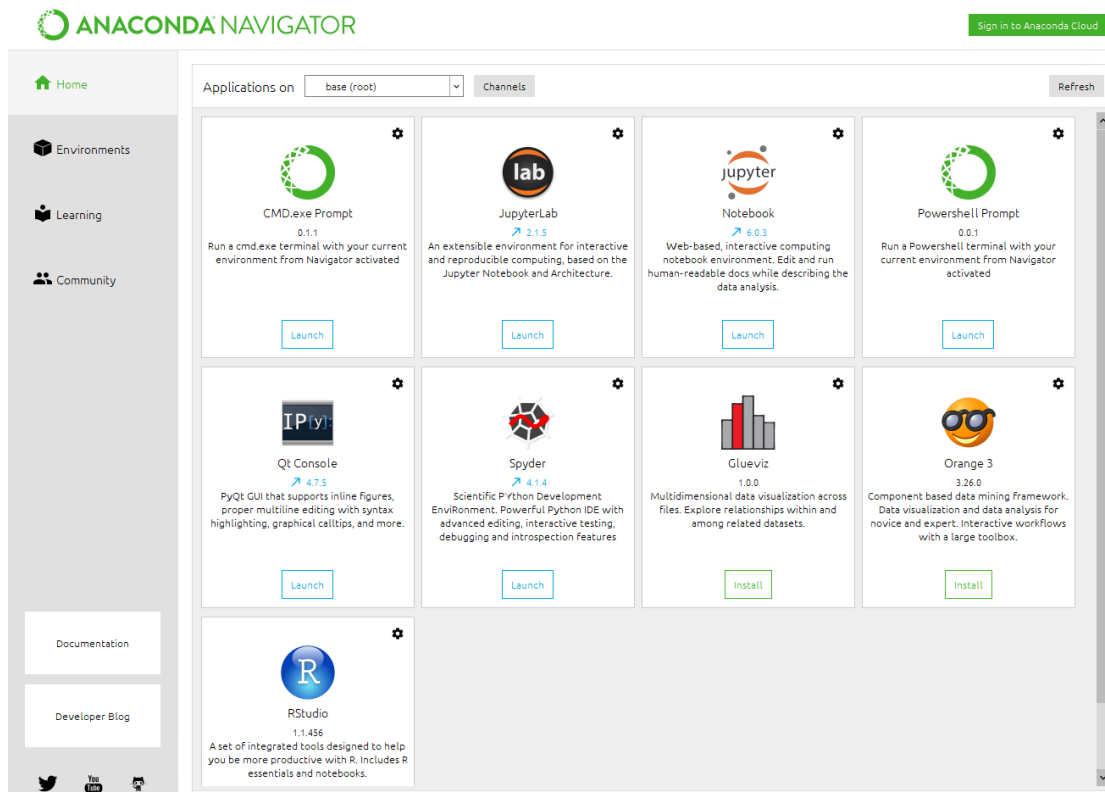 ANACONDA NAVIGATOR
Sign in to Anaconda Cloud
Home
Environments
Learning
Community
Documentation
Developer Blog
You
Tube
Applications on
base (root)
Channels
Refresh
CMD.exe Prompt
0.1.1
Run a cmd.exe terminal with your current
environment from Navigator activated
Launch
lab
JupyterLab
2.1.5
An extensible environment for interactive
and reproducible computing, based on the
Jupyter Notebook and Architecture.
Launch
jupyter
Notebook
6.0.3
Web-based, interactive computing
notebook environment. Edit and run
human-readable docs while describing the
data analysis.
Launch
Powershell Prompt
0.0.1
Run a Powershell terminal with your
current environment from Navigator
activated
Launch
IP[y]:
Qt Console
4.7.5
PyQt GUI that supports inline figures,
proper multiline editing with syntax
highlighting, graphical calltips, and more.
Launch
Spyder
4.1.4
Scientific PYthon Development
EnviRonment. Powerful Python IDE with
advanced editing, interactive testing,
debugging and introspection features
Launch
Glueviz
1.0.0
Multidimensional data visualization across
files. Explore relationships within and
among related datasets.
Install
Orange 3
3.26.0
Component based data mining framework.
Data visualization and data analysis for
novice and expert. Interactive workflows
with a large toolbox.
Install
R
RStudio
1.1.456
A set of integrated tools designed to help
you be more productive with R. Includes R
essentials and notebooks.